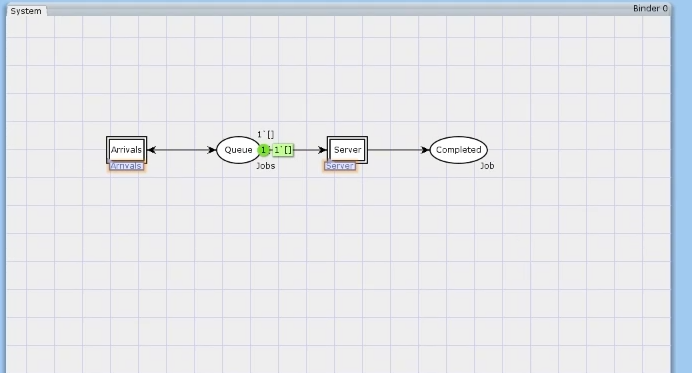 System
Binder 0
1`[]
Arrivals
Queue
1
1`[]
Server
Completed
Arrivals
Jobs
Server
Job